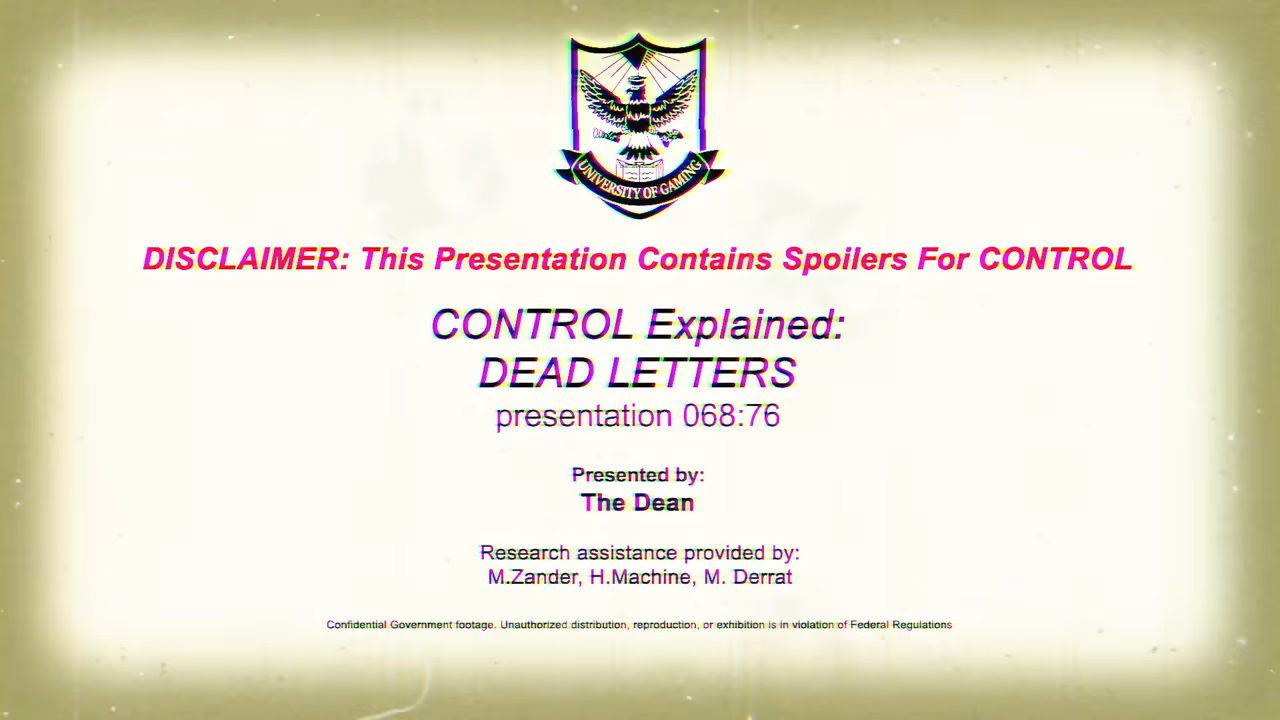 UNIVERSITY OF GAMING
DISCLAIMER: This Presentation Contains Spoilers For CONTROL
CONTROL Explained:
DEAD LETTERS
presentation 068:76
Presented by:
The Dean
Research assistance provided by:
M.Zander, H.Machine, M. Derrat
Confidential Government footage. Unauthorized distribution, reproduction, or exhibition is in violation of Federal Regulations